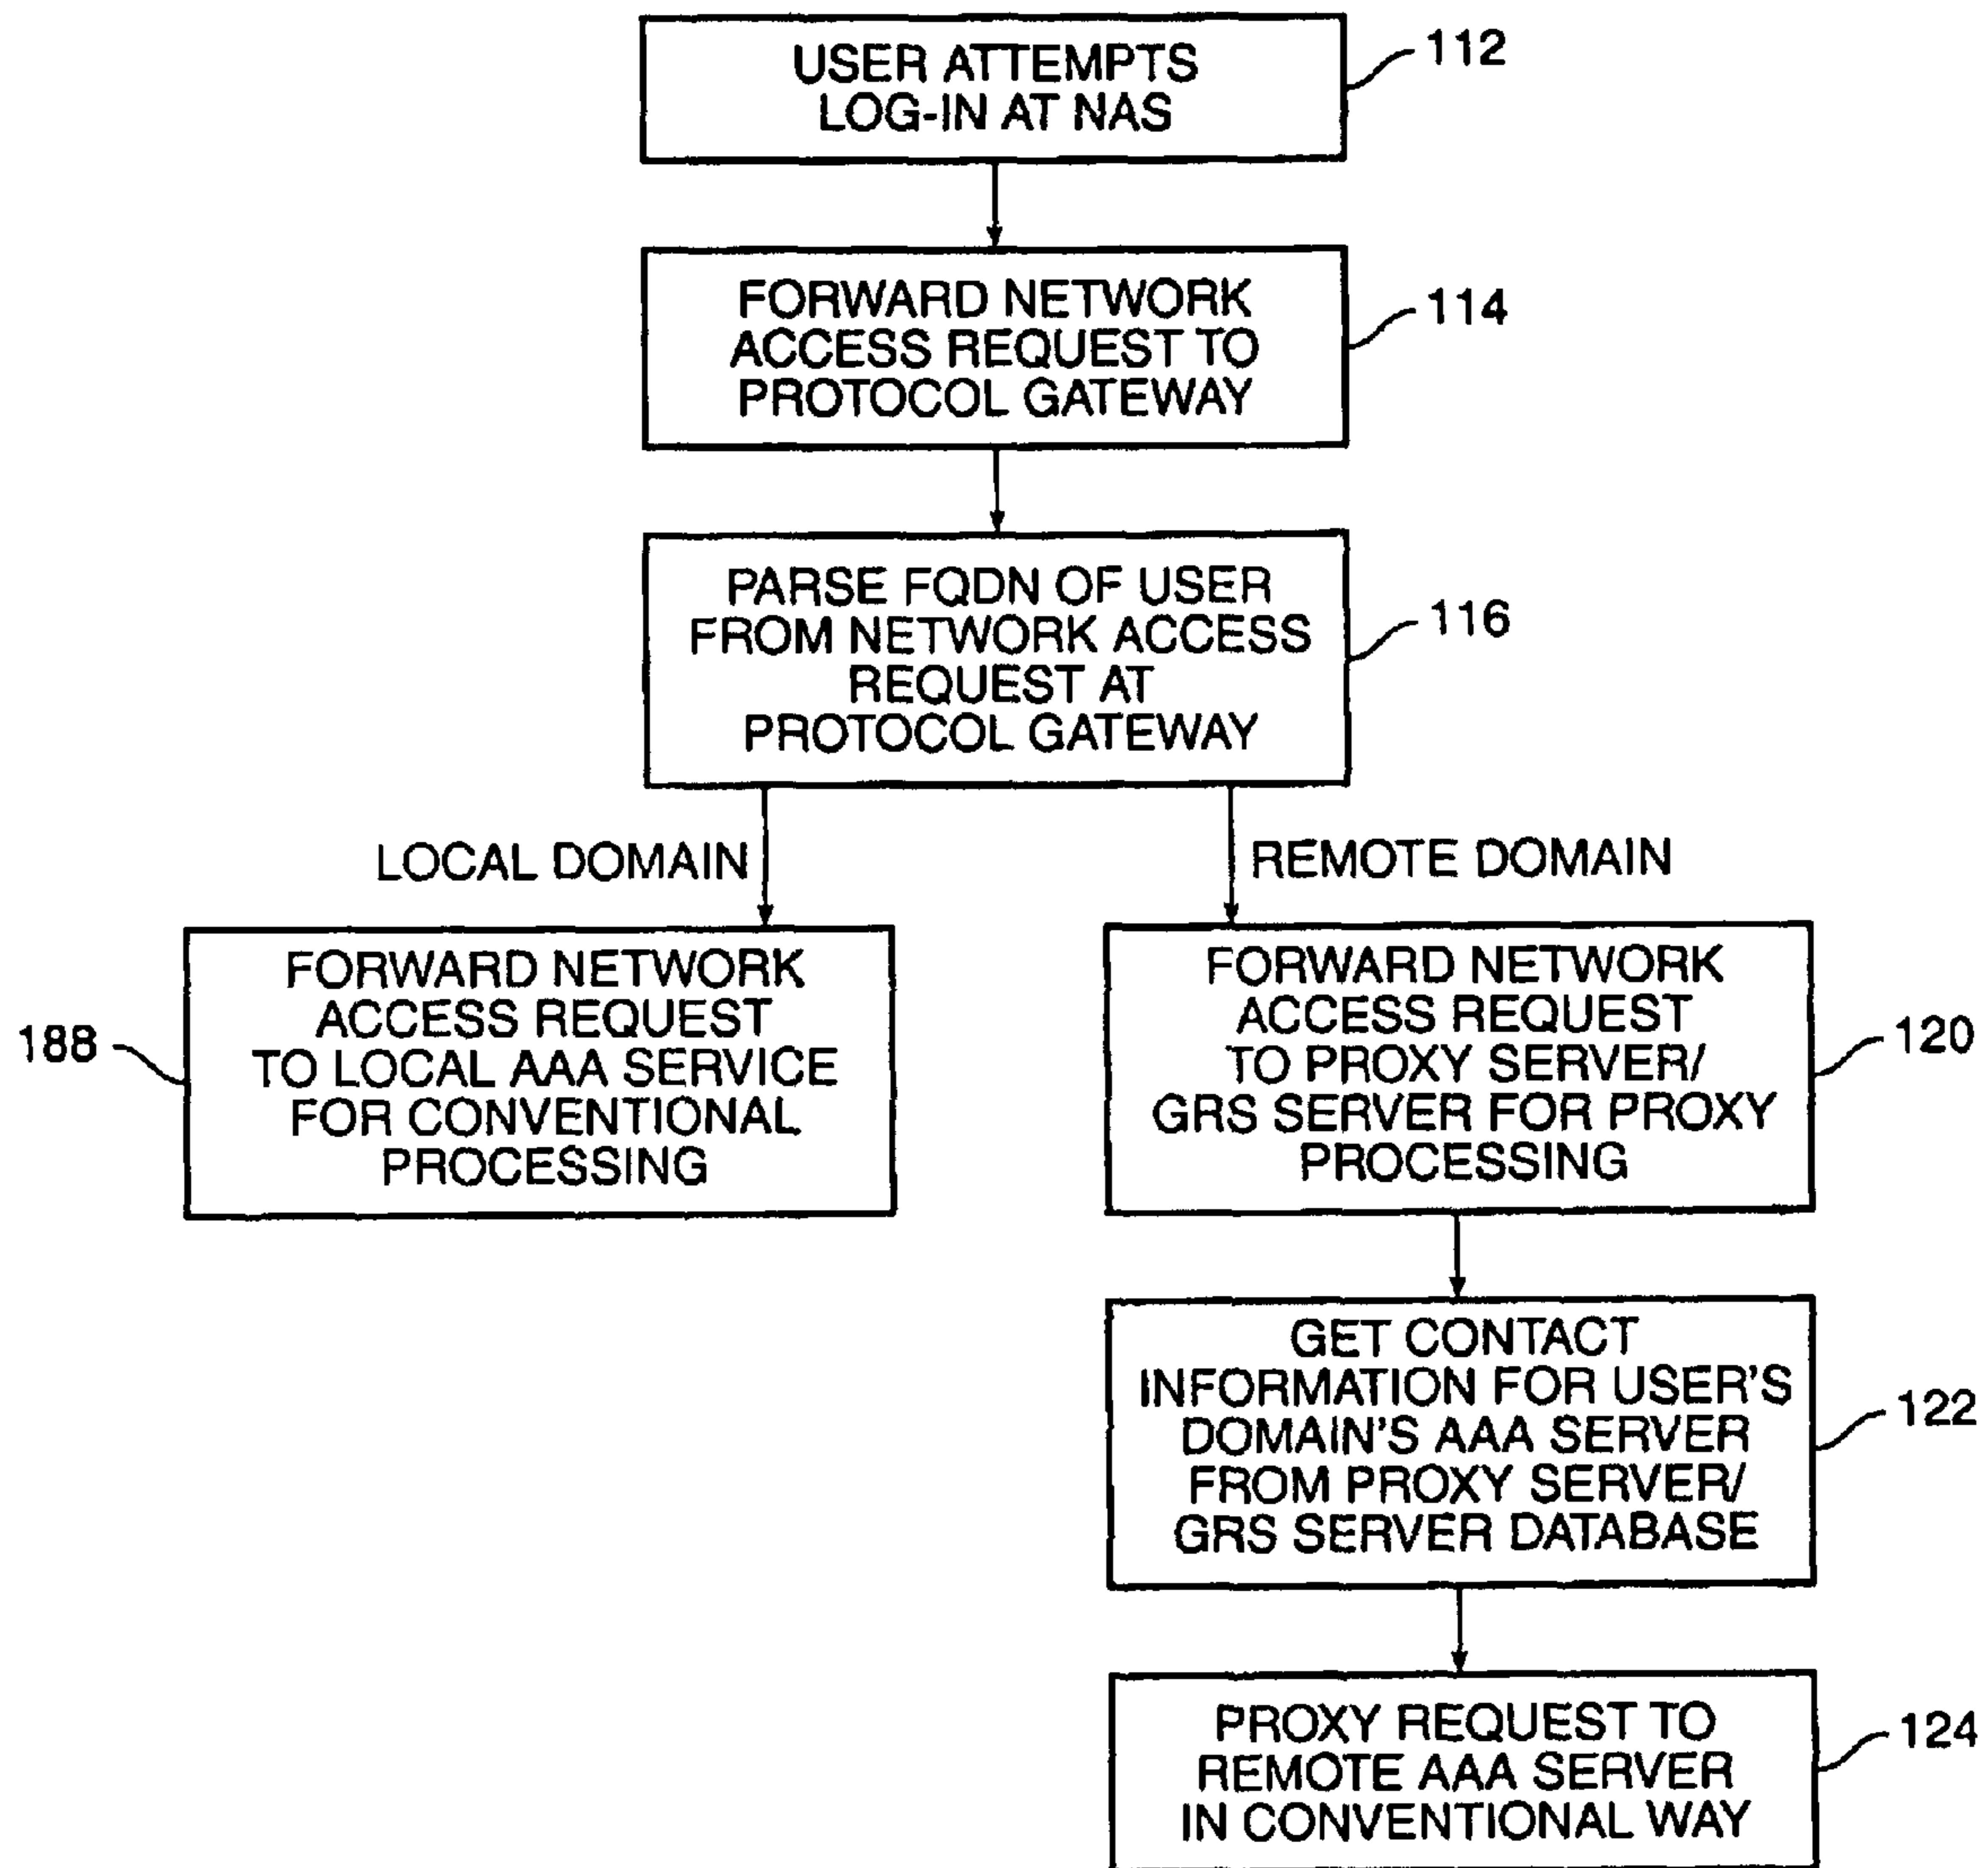 USER ATTEMPTS
LOG-IN AT NAS
112
FORWARD NETWORK
ACCESS REQUEST TO
PROTOCOL GATEWAY
114
PARSE FQDN OF USER
FROM NETWORK ACCESS
REQUEST AT
PROTOCOL GATEWAY
116
LOCAL DOMAIN
REMOTE DOMAIN
FORWARD NETWORK
ACCESS REQUEST
TO LOCAL AAA SERVICE
FOR CONVENTIONAL
PROCESSING
188
FORWARD NETWORK
ACCESS REQUEST
TO PROXY SERVER/
GRS SERVER FOR PROXY
PROCESSING
120
GET CONTACT
INFORMATION FOR USER'S
DOMAIN'S AAA SERVER
FROM PROXY SERVER/
GRS SERVER DATABASE
122
PROXY REQUEST TO
REMOTE AAA SERVER
IN CONVENTIONAL WAY
124